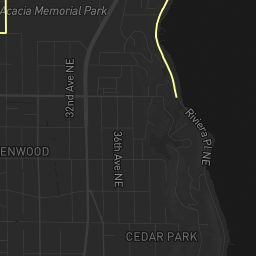 Acacia Memorial Park
32nd Ave NE
36th Ave NE
Riviera Pl NE
ENWOOD
CEDAR PARK